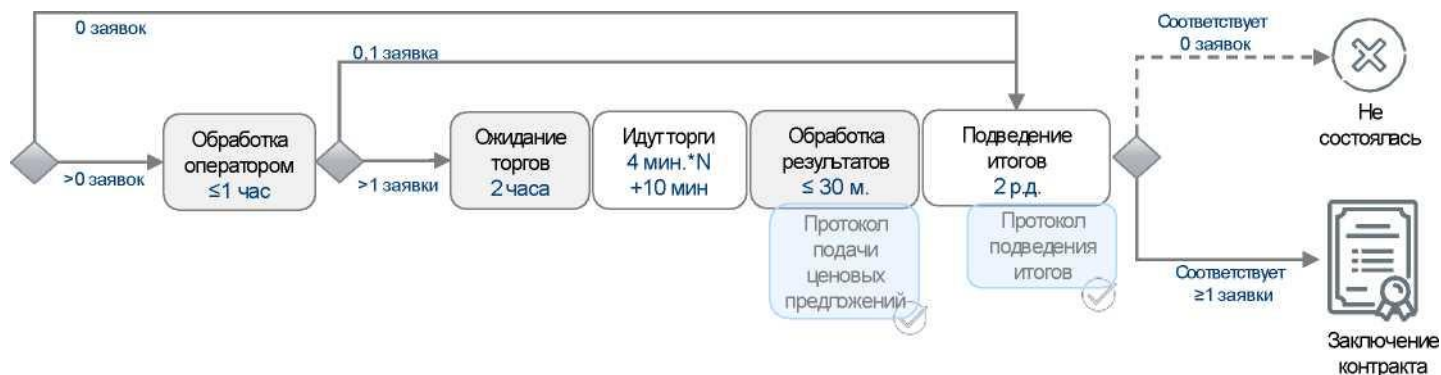 0 заявок
>0 заявок
Обработка
оператором
≤1 час
0,1 заявка
>1 заявки
Ожидание
торгов
2 часа
Идут торги
4 мин.*N
+10 мин
Обработка
результатов
≤ 30 м.
Протокол
подачи
ценовых
предложений
Подведение
итогов
2 р.д.
Протокол
подведения
итогов
Соответствует
0 заявок
Не
состоялась
Соответствует
≥1 заявки
Заключение
контракта